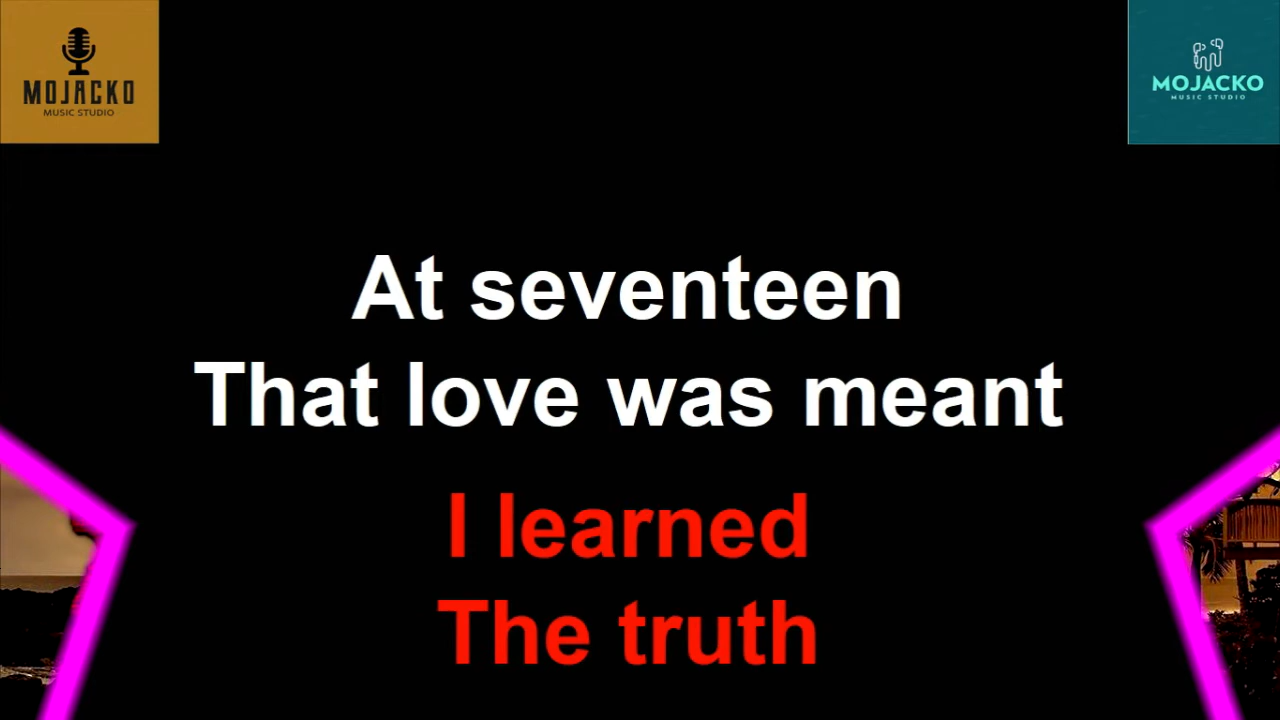 MOJACKO
MUSIC STUDIO
MOJACKO
MUSIC STUDIO
At seventeen
That love was meant
I learned
The truth